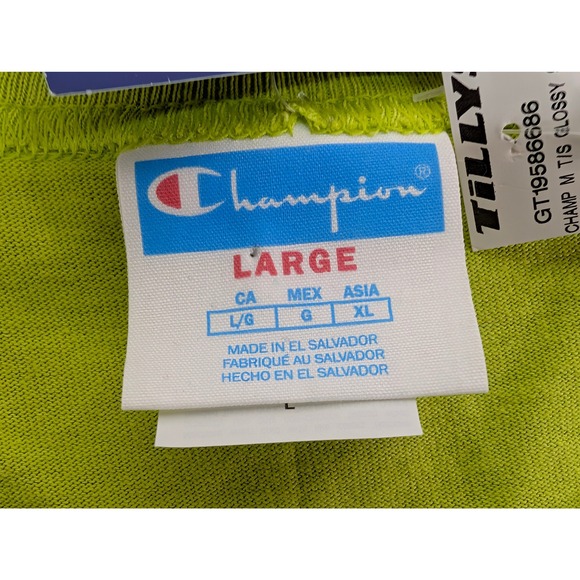 Champion®
LARGE
CA MEX ASIA
L/G G XL
MADE IN EL SALVADOR
FABRIQUÉ AU SALVADOR
HECHO EN EL SALVADOR
L
TiLLYS
GT19586686
CHAMP M T/S GLOSSY